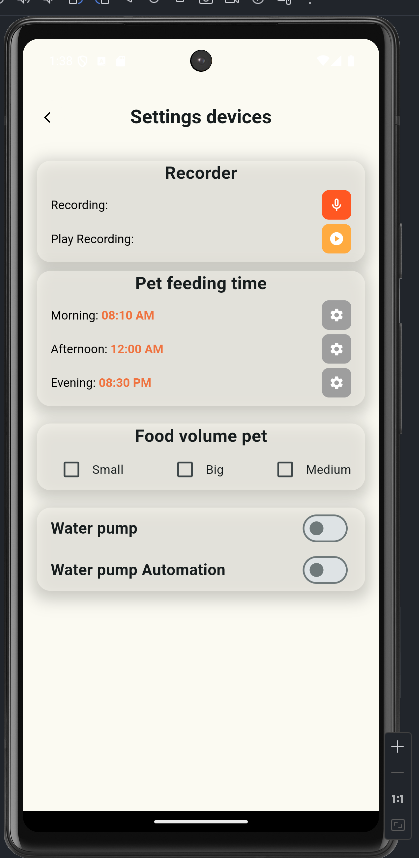 Settings devices
Recorder
Recording:
Play Recording:
Pet feeding time
Morning: 08:10 AM
Afternoon: 12:00 AM
Evening: 08:30 PM
Food volume pet
Small Big Medium
Water pump
Water pump Automation
1:1